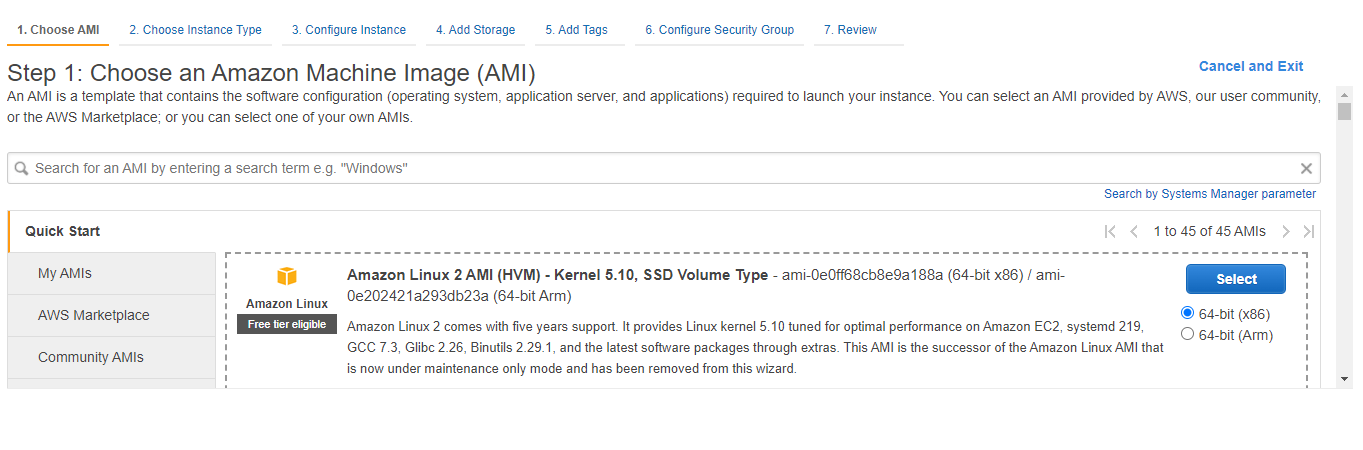 1. Choose AMI 2. Choose Instance Type 3. Configure Instance 4. Add Storage 5. Add Tags 6. Configure Security Group 7. Review
Step 1: Choose an Amazon Machine Image (AMI)
Cancel and Exit
An AMI is a template that contains the software configuration (operating system, application server, and applications) required to launch your instance. You can select an AMI provided by AWS, our user community,
or the AWS Marketplace; or you can select one of your own AMIs.
Search for an AMI by entering a search term e.g. "Windows"
Search by Systems Manager parameter
Quick Start
1 to 45 of 45 AMIs
My AMIs
AWS Marketplace
Community AMIs
Amazon Linux
Free tier eligible
Amazon Linux 2 AMI (HVM) - Kernel 5.10, SSD Volume Type - ami-0e0ff68cb8e9a188a (64-bit x86) / ami-
0e202421a293db23a (64-bit Arm)
Amazon Linux 2 comes with five years support. It provides Linux kernel 5.10 tuned for optimal performance on Amazon EC2, systemd 219,
GCC 7.3, Glibc 2.26, Binutils 2.29.1, and the latest software packages through extras. This AMI is the successor of the Amazon Linux AMI that
is now under maintenance only mode and has been removed from this wizard.
Select
64-bit (x86)
64-bit (Arm)